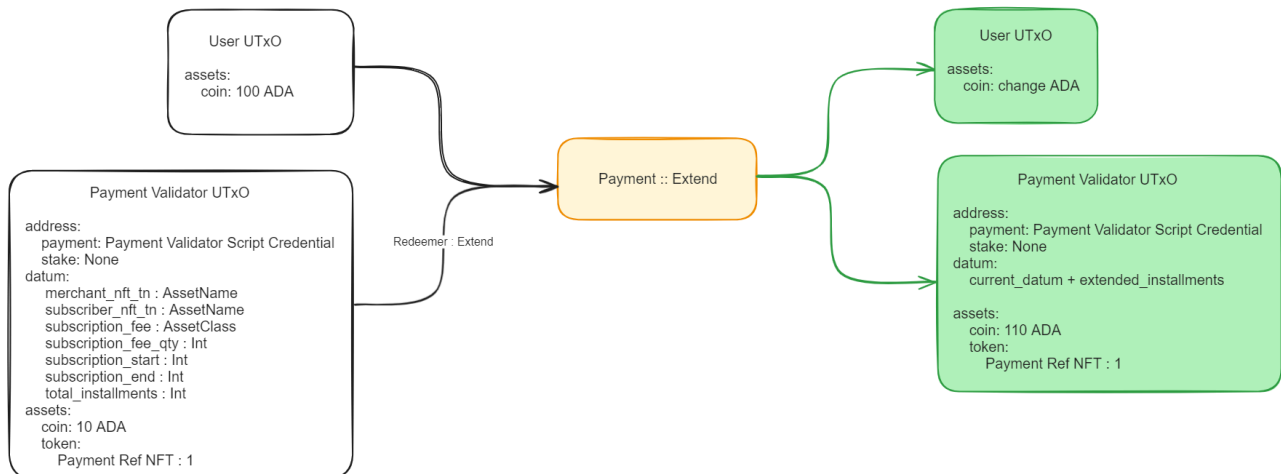 User UTxO
assets:
coin: 100 ADA
Payment Validator UTxO
address:
payment: Payment Validator Script Credential
stake: None
datum:
merchant_nft_tn : AssetName
subscriber_nft_tn : AssetName
subscription_fee : AssetClass
subscription_fee_qty : Int
subscription_start : Int
subscription_end : Int
total_installments : Int
assets:
coin: 10 ADA
token:
Payment Ref NFT : 1
Redeemer : Extend
Payment :: Extend
User UTxO
assets:
coin: change ADA
Payment Validator UTxO
address:
payment: Payment Validator Script Credential
stake: None
datum:
current_datum + extended_installments
assets:
coin: 110 ADA
token:
Payment Ref NFT : 1